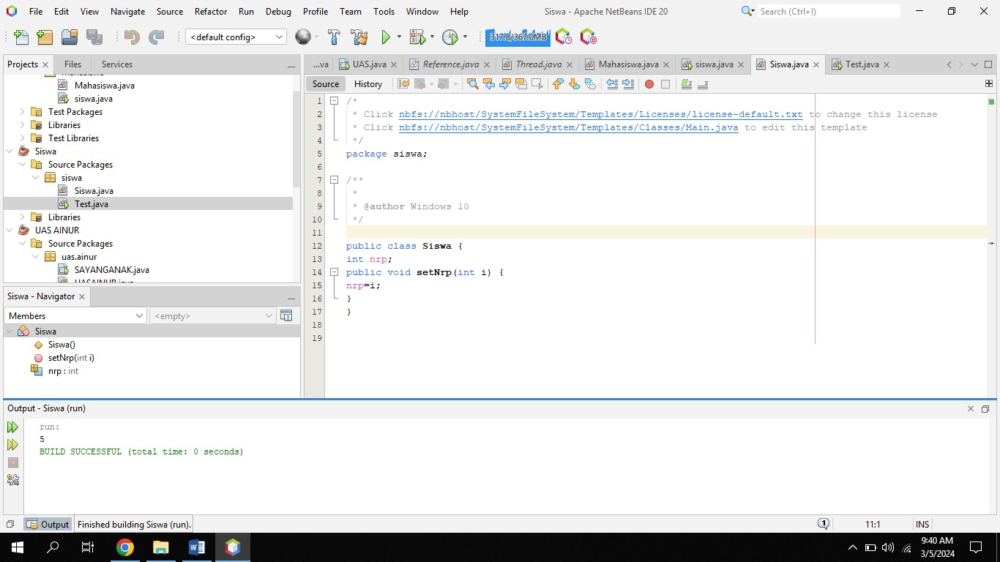 File Edit View Navigate Source Refactor Run Debug Profile Team Tools Window Help
Siswa - Apache NetBeans IDE 20
Search (Ctrl+I)
<default config>
317.8/367.0MB
Projects Files Services
Mahasiswa.java
siswa.java
Test Packages
Libraries
Test Libraries
Siswa
Source Packages
siswa
Siswa.java
Test.java
Libraries
UAS AINUR
Source Packages
uas.ainur
SAYANGANAK.java
UASAINUR.java
Siswa - Navigator
Members <empty>
Siswa
Siswa()
setNrp(int i)
nrp : int
...va UAS.java Reference.java Thread.java Mahasiswa.java siswa.java Siswa.java Test.java
Source History
1 /*
2 * Click nbfs://nbhost/SystemFileSystem/Templates/Licenses/license-default.txt to change this license
3 * Click nbfs://nbhost/SystemFileSystem/Templates/Classes/Main.java to edit this template
4 */
5 package siswa;
6
7 /**
8 *
9 * @author Windows 10
10 */
11
12 public class Siswa {
13 int nrp;
14 public void setNrp(int i) {
15 nrp=i;
16 }
17 }
18
19
Output - Siswa (run)
run:
5
BUILD SUCCESSFUL (total time: 0 seconds)
Output Finished building Siswa (run).
1 11:1 INS
9:40 AM
3/5/2024